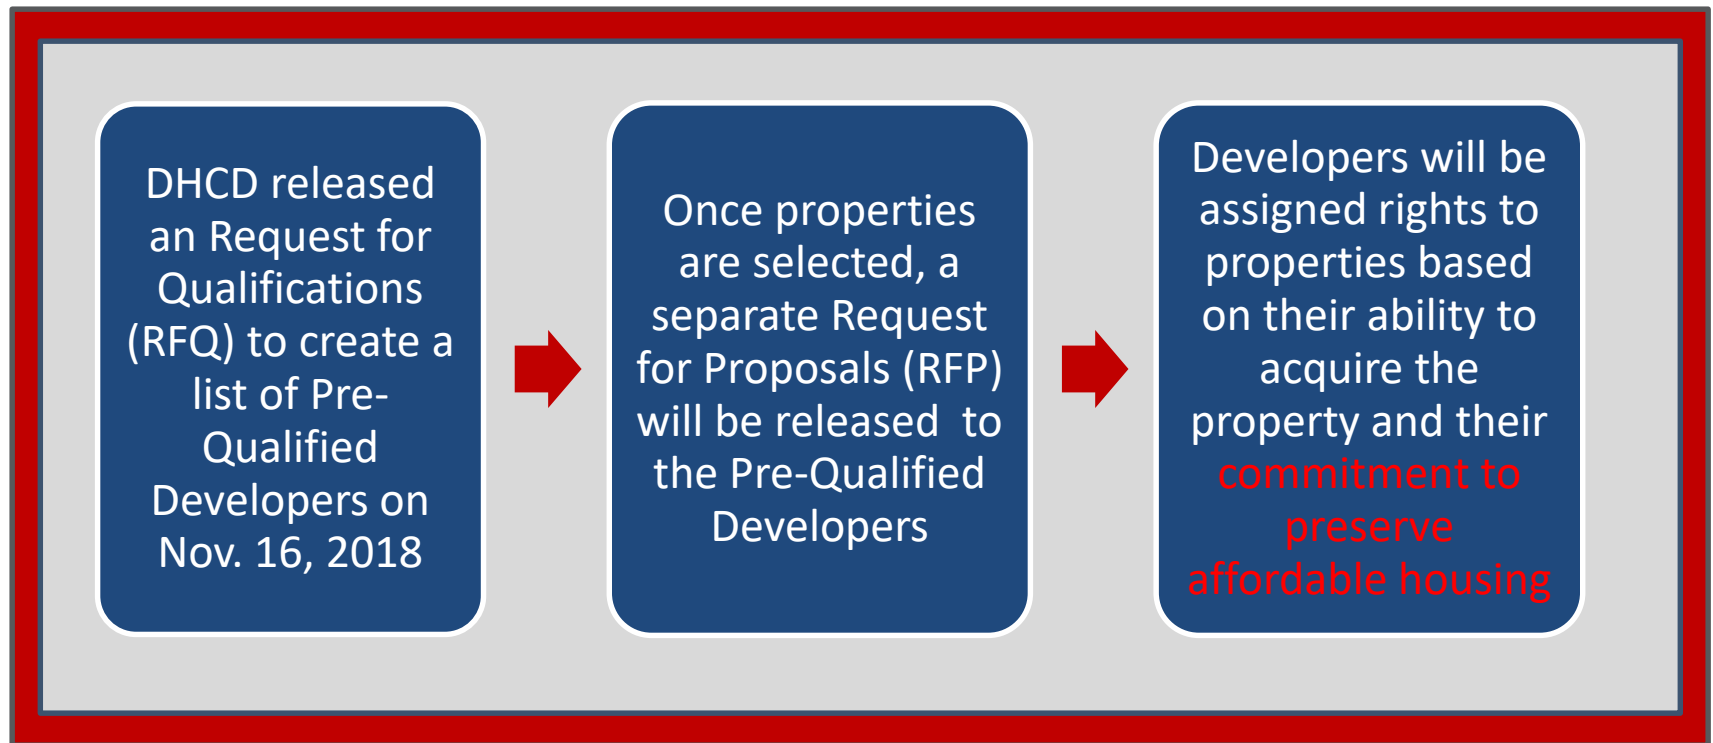 DHCD released
an Request for
Qualifications
(RFQ) to create a
list of Pre-
Qualified
Developers on
Nov. 16, 2018
Once properties
are selected, a
separate Request
for Proposals (RFP)
will be released  to
the Pre-Qualified
Developers
Developers will be
assigned rights to
properties based
on their ability to
acquire the
property and their
commitment to
preserve
affordable housing